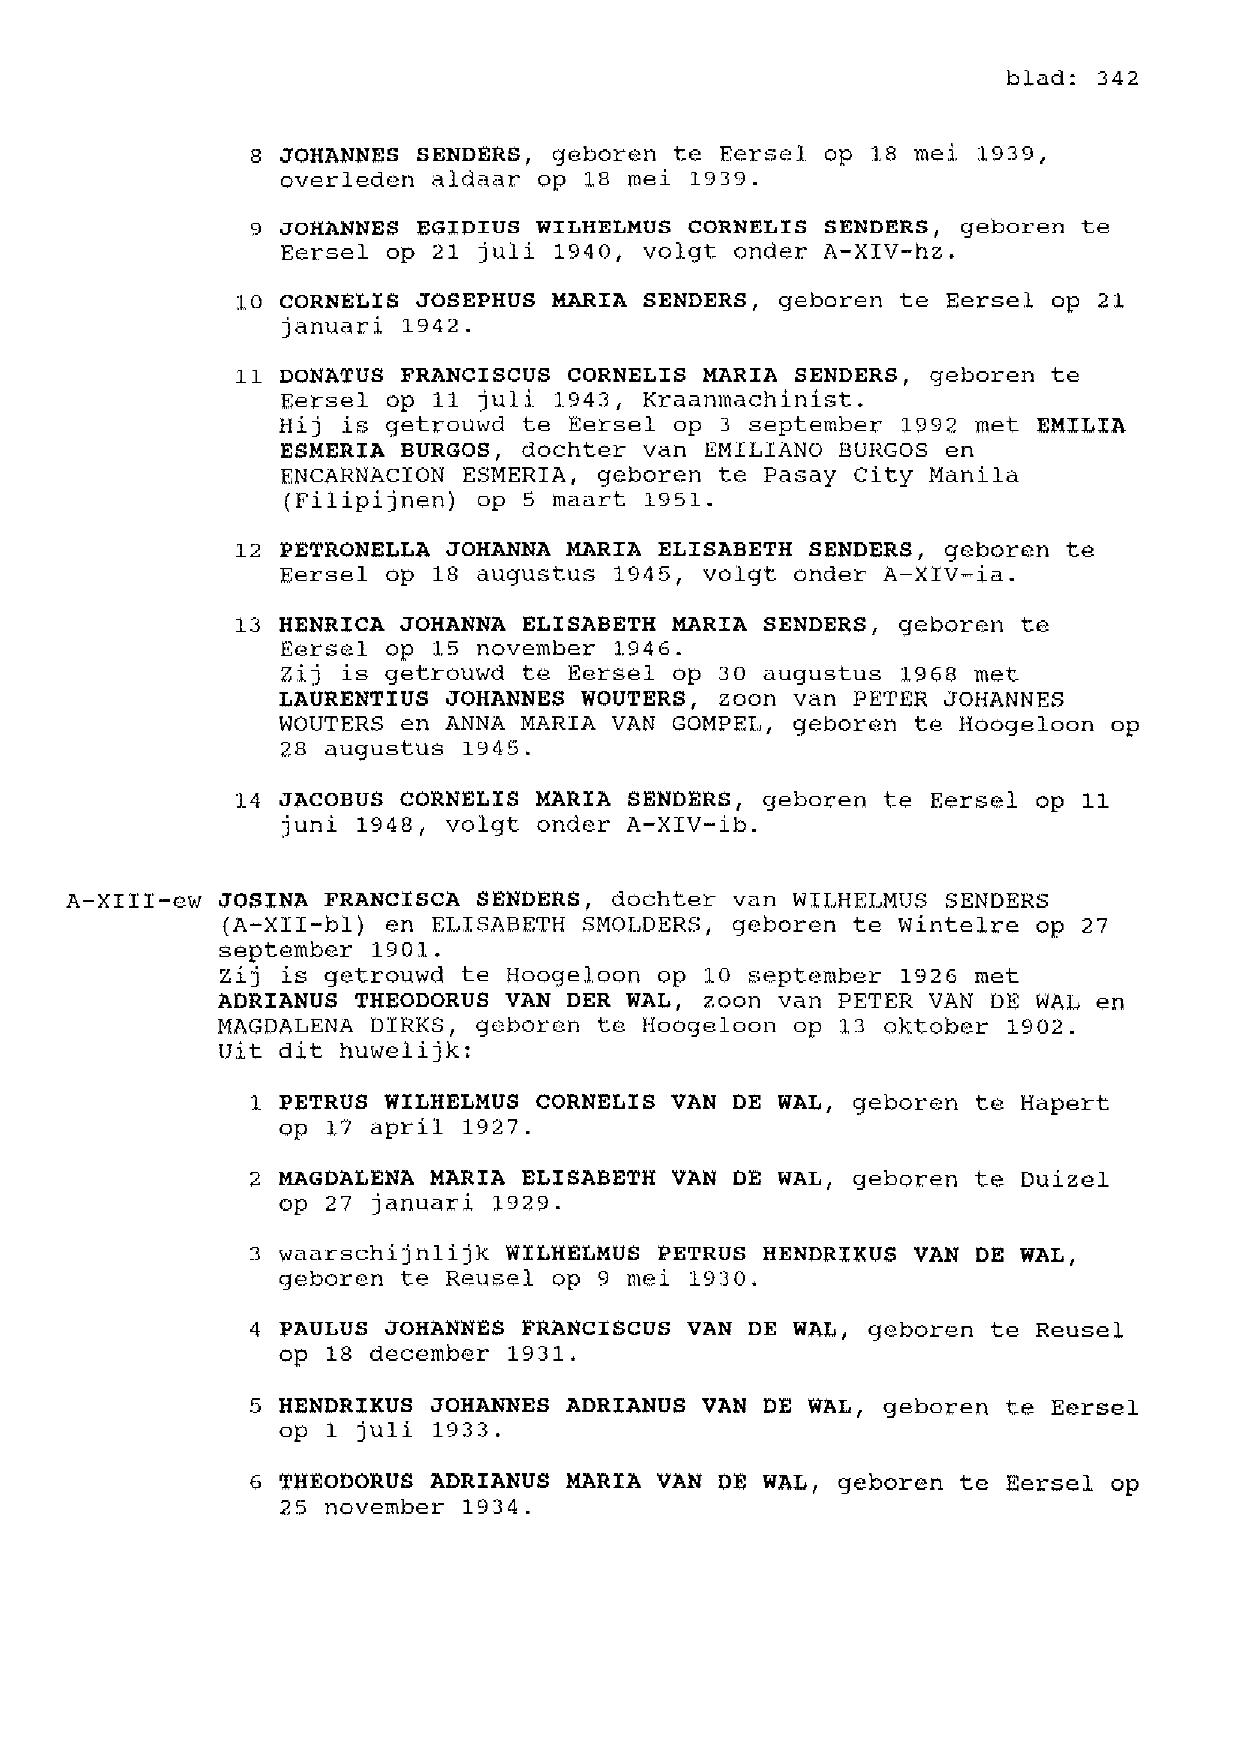 blad: 342
8 JOHANNES SENDERS, geboren te Eersel op 18 mei 1939,
overleden aldaar op 18 mei 1939.
9 JOHANNES EGIDIUS WILHELMUS CORNELIS SENDERS, geboren te
Eersel op 21 juli 1940, volgt onder A-XIV-hz.
10 CORNELIS JOSEPHUS MARIA SENDERS, geboren te Eersel op 21
januari 1942.
11 DONATUS FRANCISCUS CORNELIS MARIA SENDERS, geboren te
Eersel op 11 juli 1943, Kraanmachinist.
Hij is getrouwd te Eersel op 3 september 1992 met EMILIA
ESMERIA BURGOS, dochter van EMILIANO BURGOS en
ENCARNACION ESMERIA, geboren te Pasay City Manila
(Filipijnen) op 5 maart 1951.
12 PETRONELLA JOHANNA MARIA ELISABETH SENDERS, geboren te
Eersel op 18 augustus 1945, volgt onder A-XIV-ia.
13 HENRICA JOHANNA ELISABETH MARIA SENDERS, geboren te
Eersel op 15 november 1946.
Zij is getrouwd te Eersel op 30 augustus 1968 met
LAURENTIUS JOHANNES WOUTERS, zoon van PETER JOHANNES
WOUTERS en ANNA MARIA VAN GOMPEL, geboren te Hoogeloon op
28 augustus 1945.
14 JACOBUS CORNELIS MARIA SENDERS, geboren te Eersel op 11
juni 1948, volgt onder A-XIV-ib.
A-XIII-ew JOSINA FRANCISCA SENDERS, dochter van WILHELMUS SENDERS
(A-XII-bl) en ELISABETH SMOLDERS, geboren te Wintelre op 27
september 1901.
Zij is getrouwd te Hoogeloon op 10 september 1926 met
ADRIANUS THEODORUS VAN DER WAL, zoon van PETER VAN DE WAL en
MAGDALENA DIRKS, geboren te Hoogeloon op 13 oktober 1902.
Uit dit huwelijk:
1 PETRUS WILHELMUS CORNELIS VAN DE WAL, geboren te Hapert
op 17 april 1927.
2 MAGDALENA MARIA ELISABETH VAN DE WAL, geboren te Duizel
op 27 januari 1929.
3 waarschijnlijk WILHELMUS PETRUS HENDRIKUS VAN DE WAL,
geboren te Reusel op 9 mei 1930.
4 PAULUS JOHANNES FRANCISCUS VAN DE WAL, geboren te Reusel
op 18 december 1931.
5 HENDRIKUS JOHANNES ADRIANUS VAN DE WAL, geboren te Eersel
op 1 juli 1933.
6 THEODORUS ADRIANUS MARIA VAN DE WAL, geboren te Eersel op
25 november 1934.